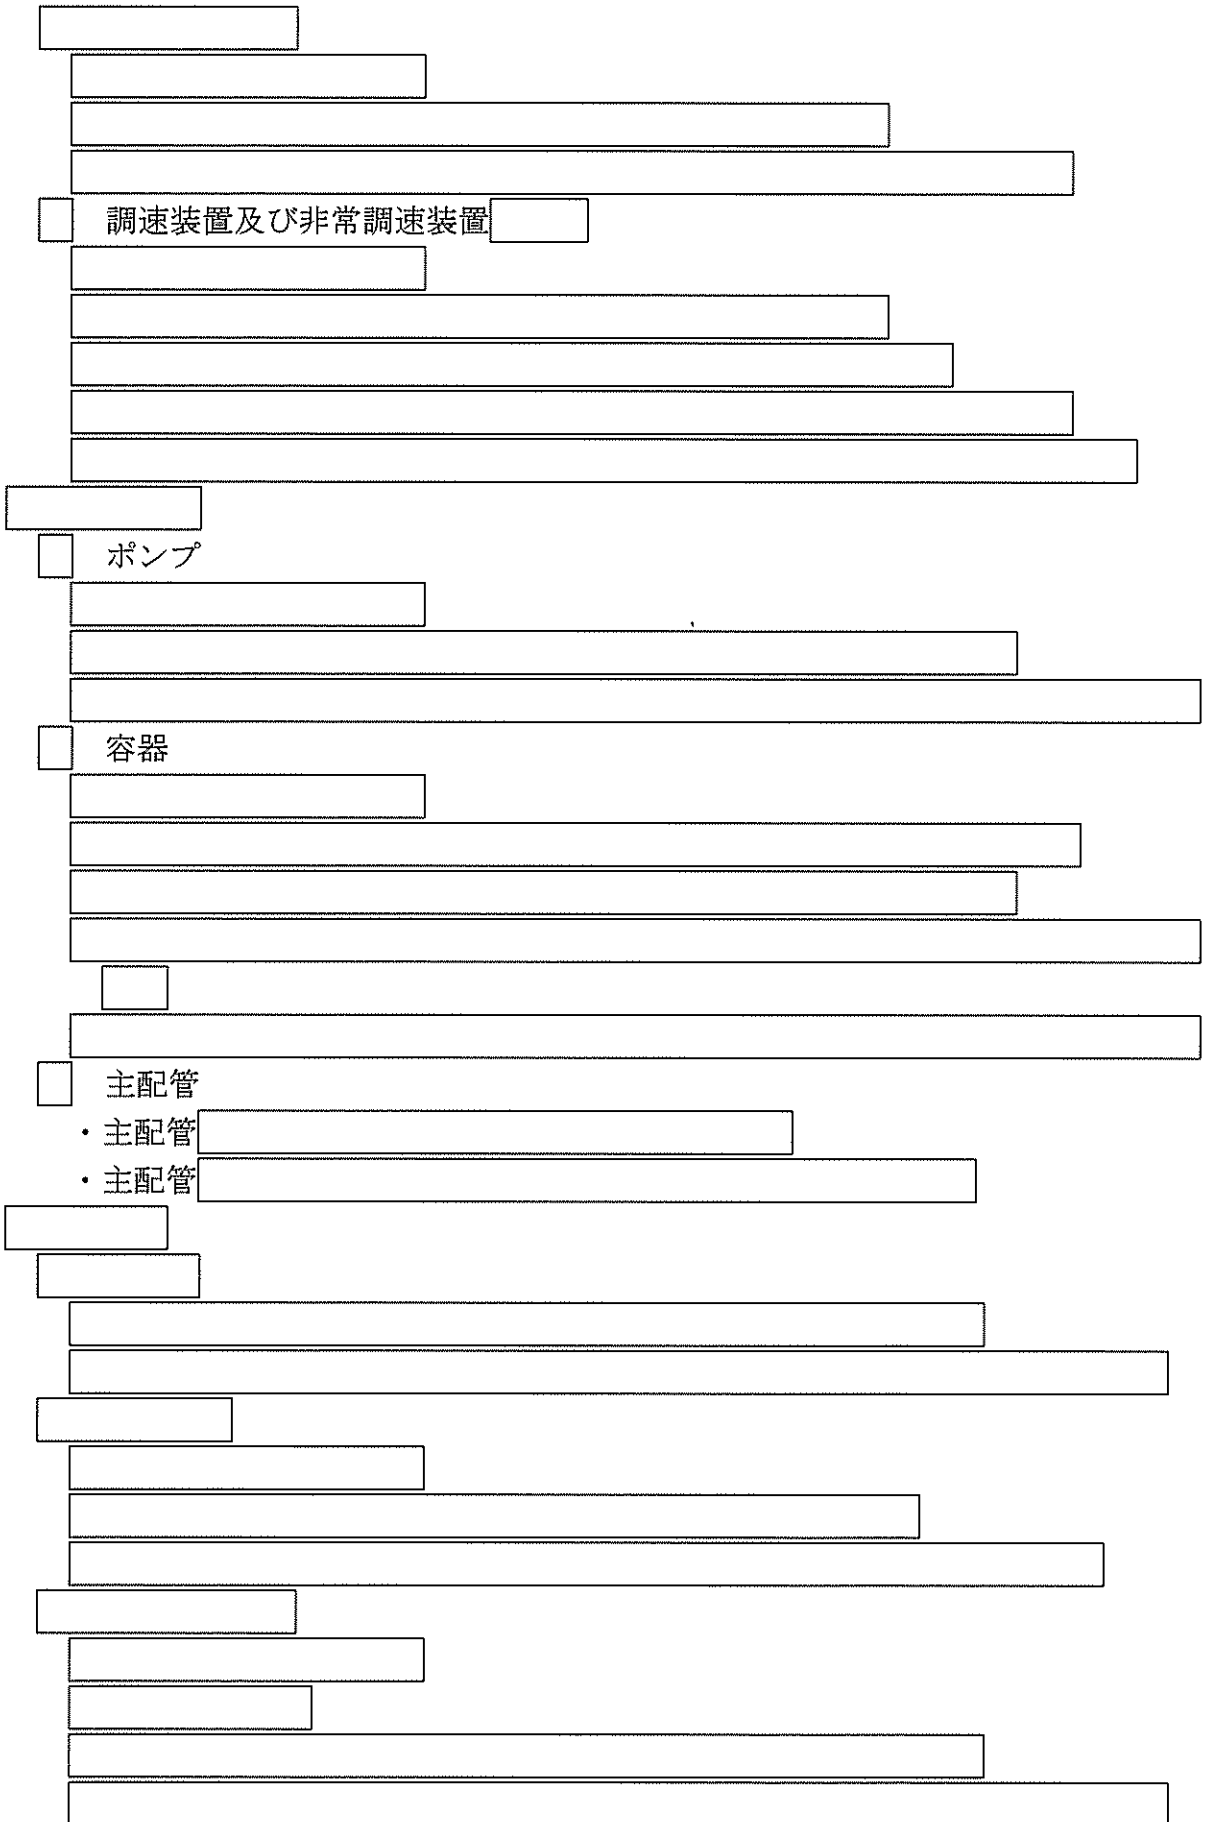 調速装置及び非常調速装置
ポンプ
容器
主配管
・主配管
・主配管